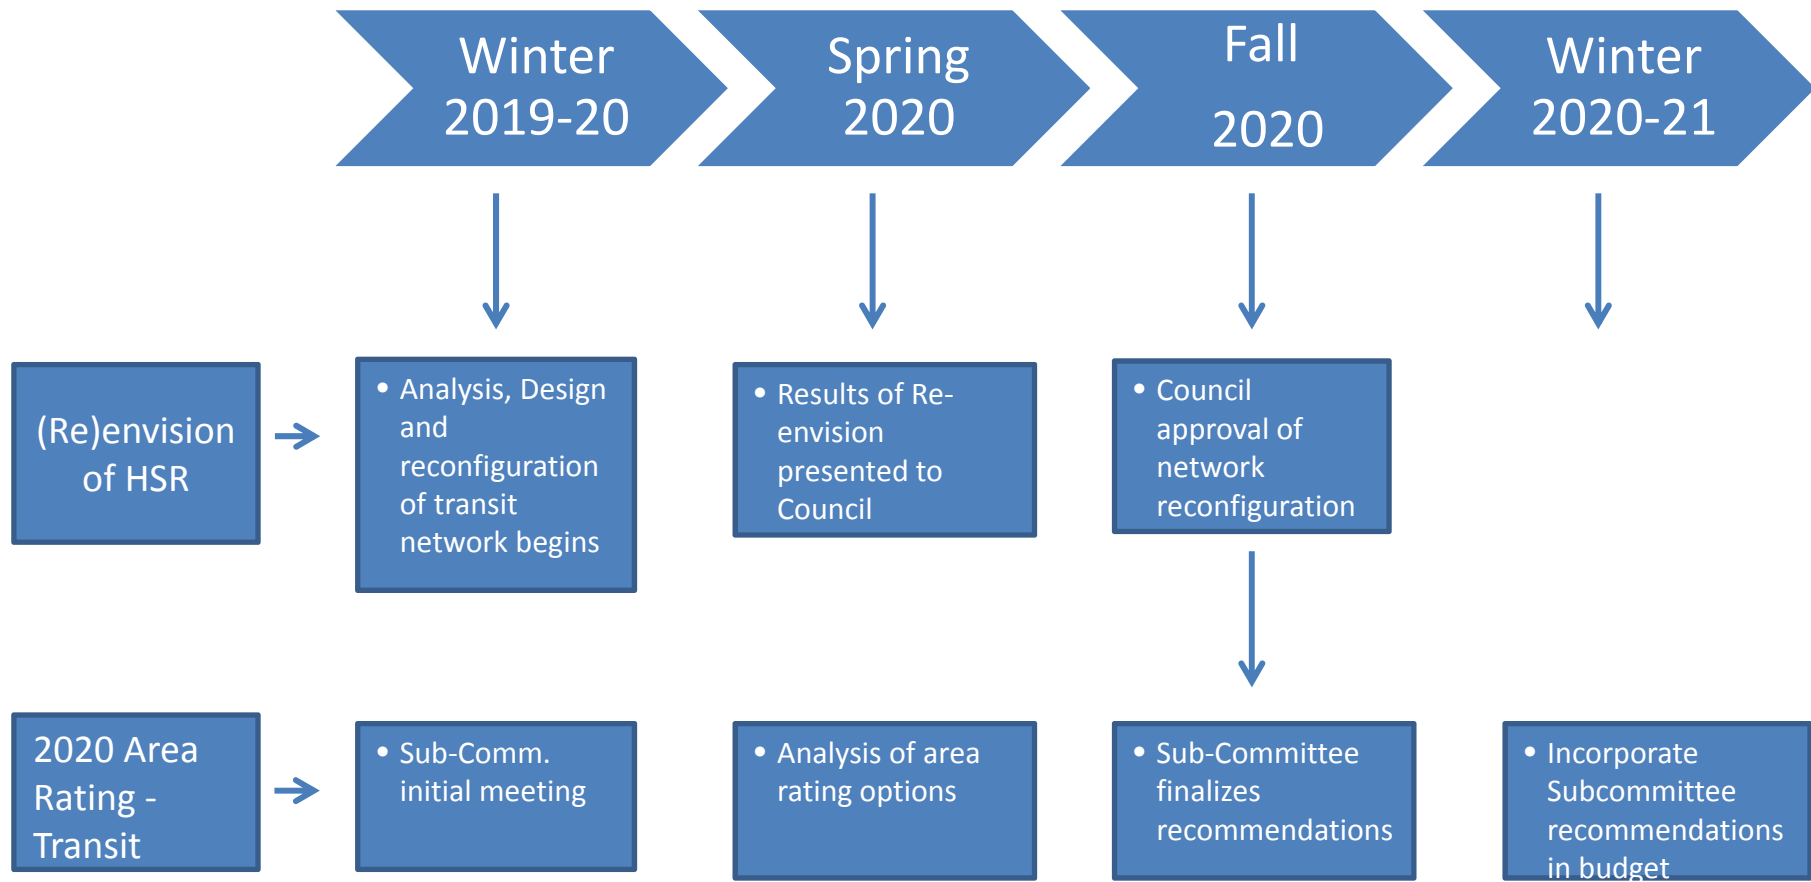 Winter
2019-20
Spring
2020
Fall
2020
Winter
2020-21
(Re)envision
of HSR
• Analysis, Design
and
reconfiguration
of transit
network begins
• Results of Re-
envision
presented to
Council
• Council
approval of
network
reconfiguration
2020 Area
Rating -
Transit
• Sub-Comm.
initial meeting
• Analysis of area
rating options
• Sub-Committee
finalizes
recommendations
• Incorporate
Subcommittee
recommendations
in budget